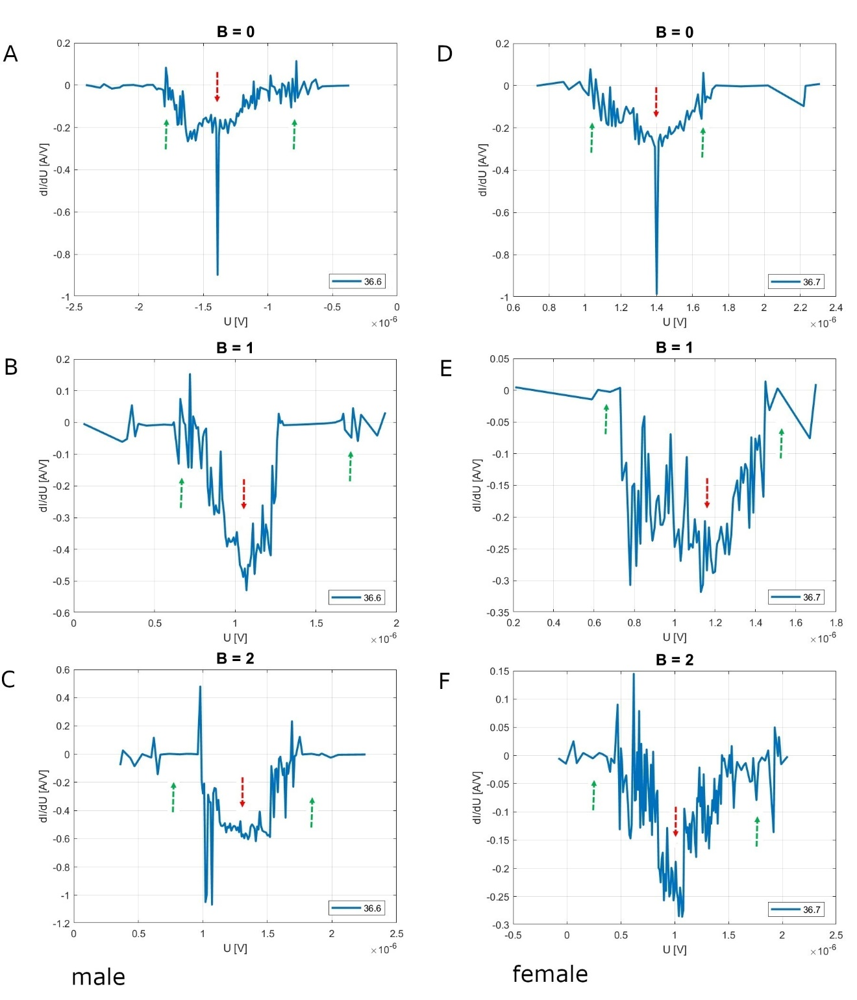 A
B = 0
0.2
0
-0.2
-0.4
-0.6
-0.8
-1
dI/dU [A/V]
-2.5 -2 -1.5 -1 -0.5 0
U [V]
×10-6
36.6
D
B = 0
0.2
0
-0.2
-0.4
-0.6
-0.8
-1
dI/dU [A/V]
0.6 0.8 1 1.2 1.4 1.6 1.8 2 2.2 2.4
U [V]
×10-6
36.7
B
B = 1
0.2
0.1
0
-0.1
-0.2
-0.3
-0.4
-0.5
-0.6
dI/dU [A/V]
0 0.5 1 1.5 2
U [V]
×10-6
36.6
E
B = 1
0.05
0
-0.05
-0.1
-0.15
-0.2
-0.25
-0.3
-0.35
dI/dU [A/V]
0.2 0.4 0.6 0.8 1 1.2 1.4 1.6 1.8
U [V]
×10-6
36.7
C
B = 2
0.6
0.4
0.2
0
-0.2
-0.4
-0.6
-0.8
-1
-1.2
dI/dU [A/V]
0 0.5 1 1.5 2 2.5
U [V]
×10-6
36.6
F
B = 2
0.15
0.1
0.05
0
-0.05
-0.1
-0.15
-0.2
-0.25
-0.3
dI/dU [A/V]
-0.5 0 0.5 1 1.5 2 2.5
U [V]
×10-6
36.7
male
female